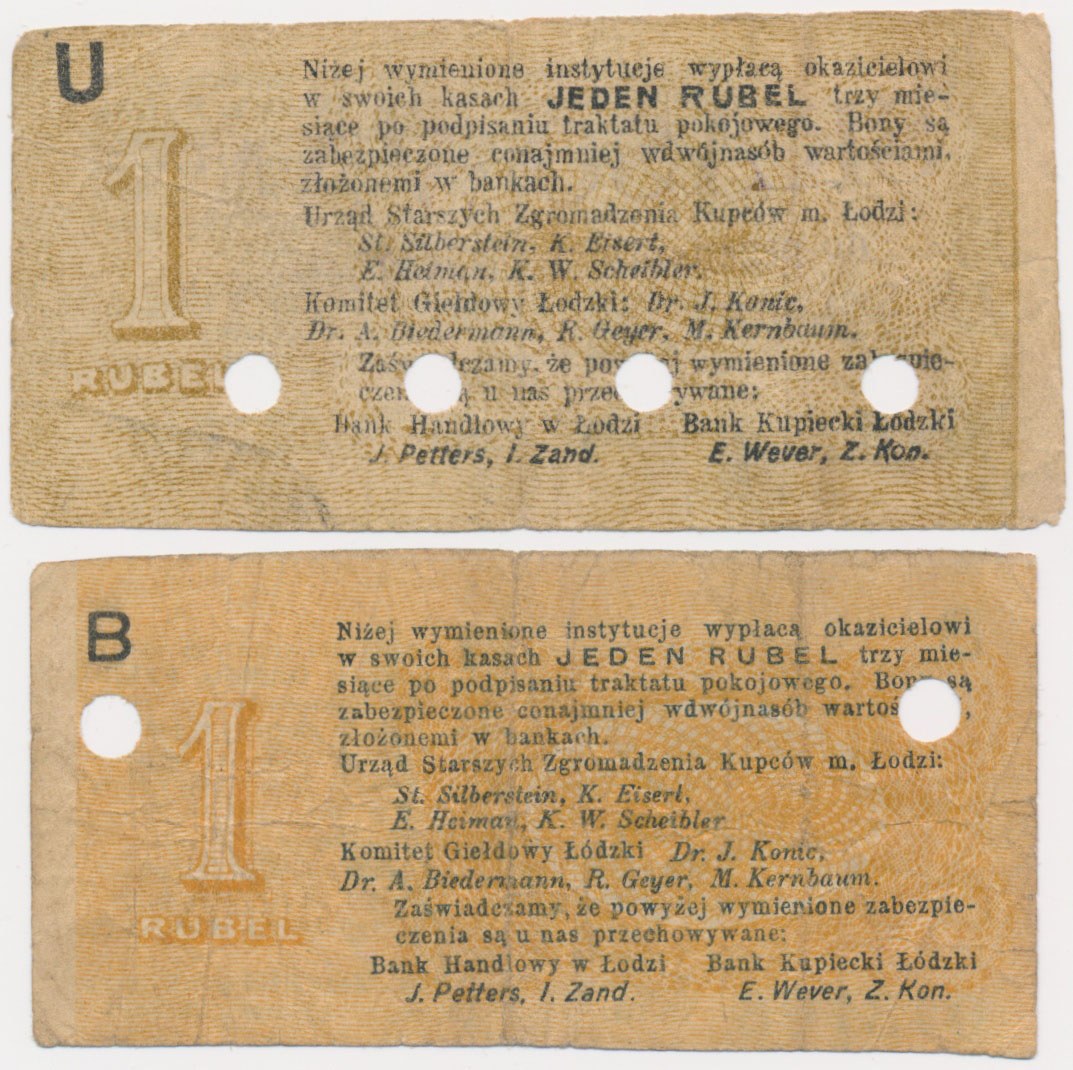 U
1
RUBEL
Niżej wymienione instytucje wypłacą okazicielowi
w swoich kasach JEDEN RUBEL trzy mie-
siące po podpisaniu traktatu pokojowego. Bony są
zabezpieczone conajmniej wdwójnasób wartościami,
złożonemi w bankach.
Urząd Starszych Zgromadzenia Kupców m. Łodzi:
St. Silberstein, K. Eisert,
E. Heiman, K. W. Scheibler.
Komitet Giełdowy Łodzki: Dr. J. Konic,
Dr. A. Biedermann, R. Geyer, M. Kernbaum.
że wymienione
u nas
Bank Handlowy w Łodzi Bank Kupiecki Łodzki
J. Petters, I. Zand. E. Wever, Z. Kon.
B
1
RUBEL
Niżej wymienione instytucje wypłacą okazicielowi
w swoich kasach JEDEN RUBEL trzy mie-
siące po podpisaniu traktatu pokojowego. Bony są
zabezpieczone conajmniej wdwójnasób
złożonemi w bankach.
Urząd Starszych Zgromadzenia Kupców m. Łodzi:
St. Silberstein, K. Eisert,
E. Heiman, K. W. Scheibler
Komitet Giełdowy Łódzki Dr. J. Konic,
Dr. A. Biedermann, R. Geyer, M. Kernbaum.
Zaświadczamy, że powyżej wymienione zabezpie-
czenia są u nas przechowywane:
Bank Handlowy w Łodzi Bank Kupiecki Łódzki
J. Petters, I. Zand. E. Wever, Z. Kon.